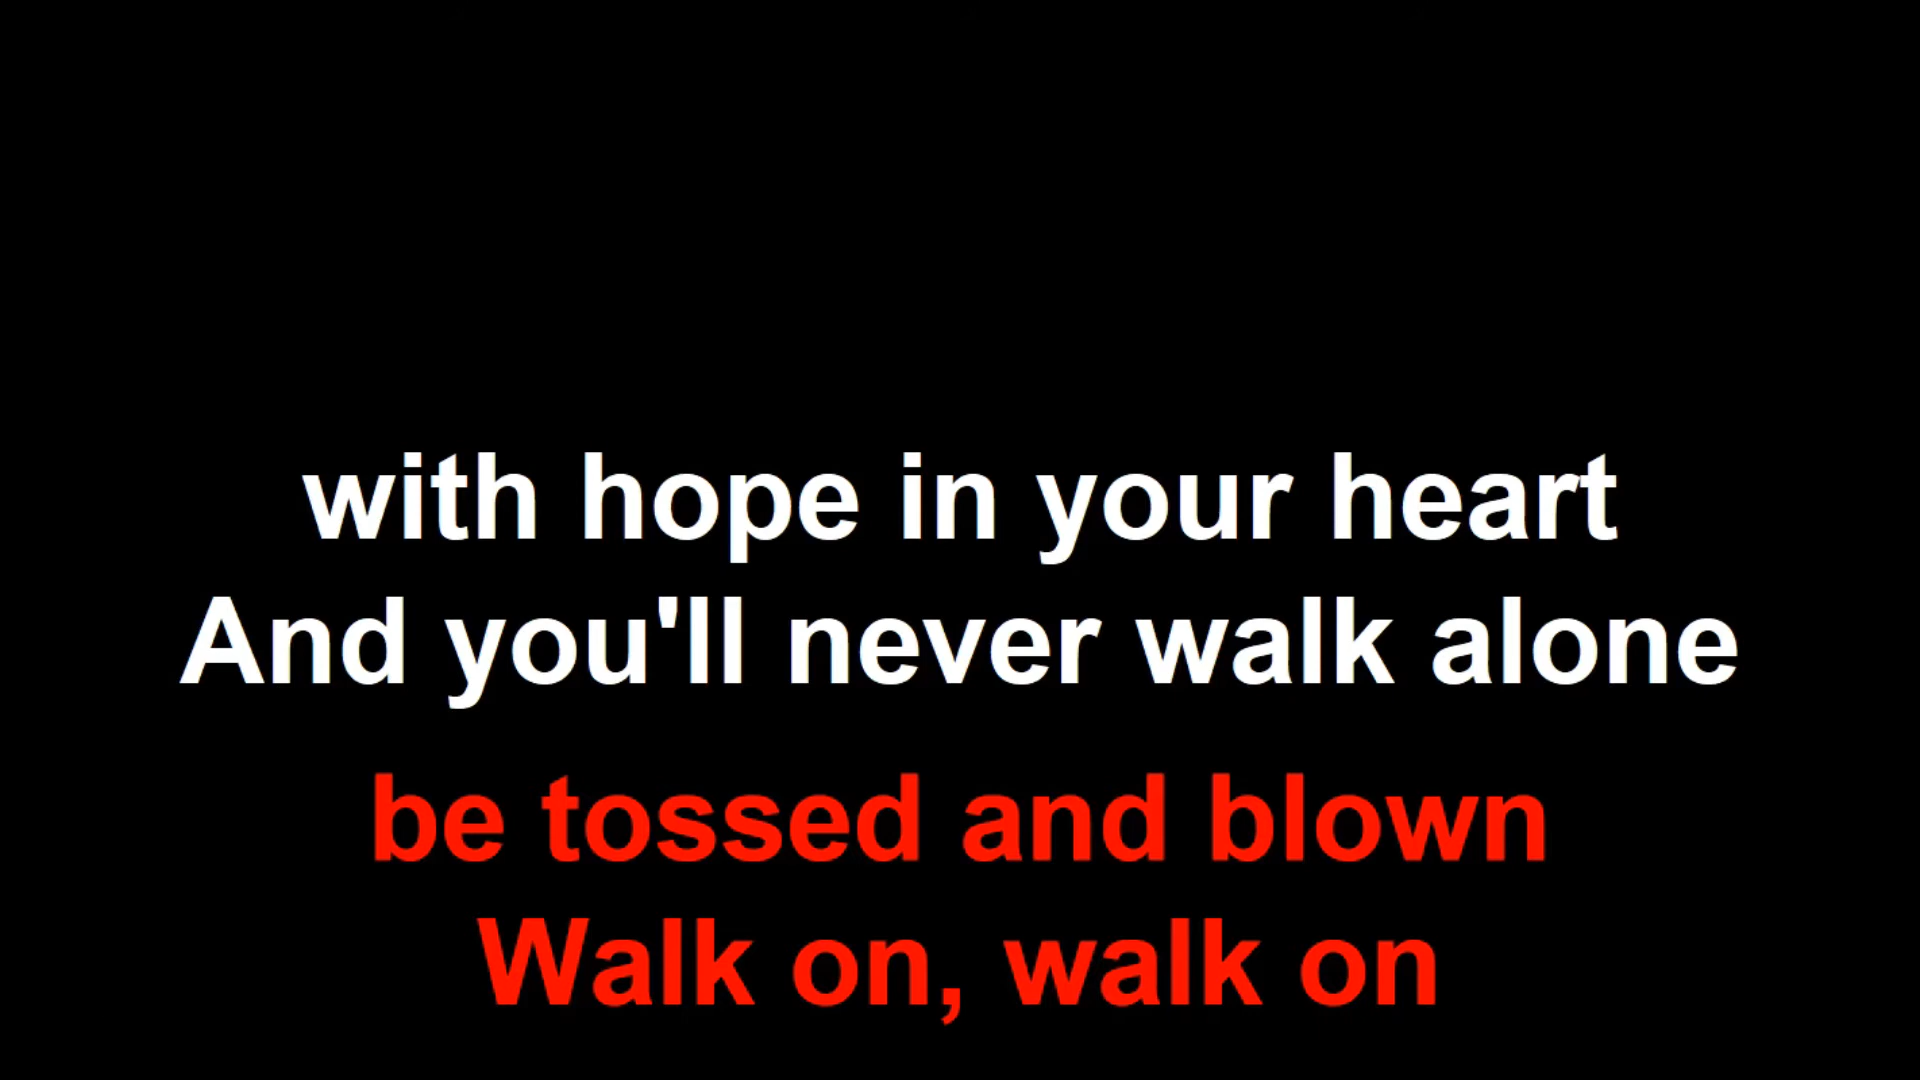 with hope in your heart
And you'll never walk alone
be tossed and blown
Walk on, walk on